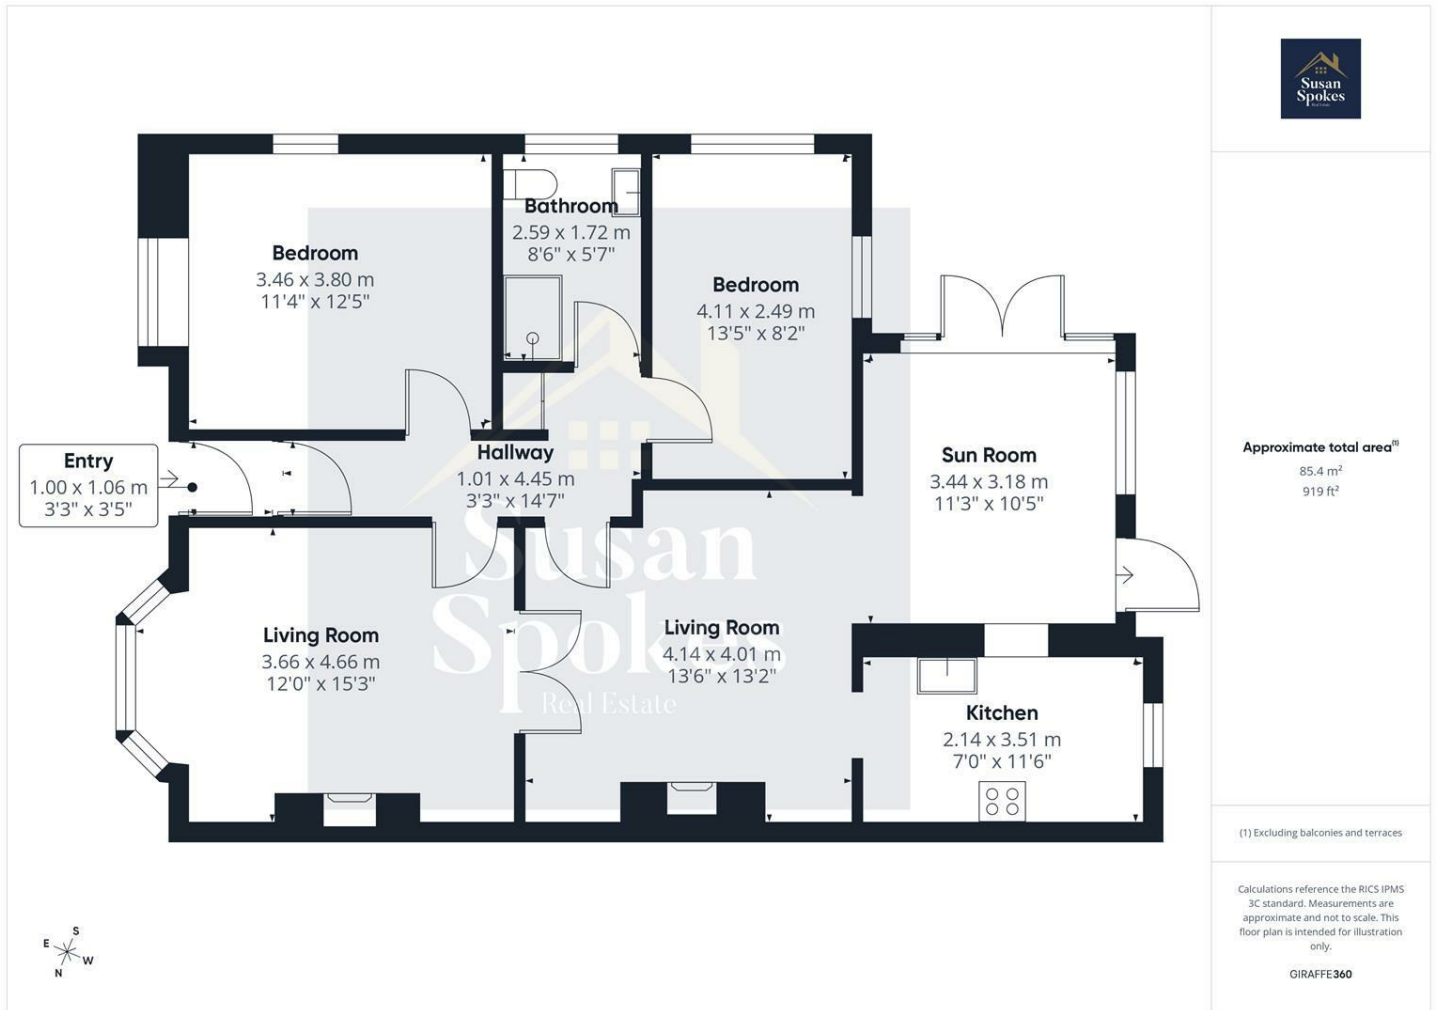 Susan
Spokes
Real Estate
Bathroom
2.59 x 1.72 m
8'6" x 5'7"
Bedroom
3.46 x 3.80 m
11'4" x 12'5"
Bedroom
4.11 x 2.49 m
13'5" x 8'2"
Entry
1.00 x 1.06 m
3'3" x 3'5"
Hallway
1.01 x 4.45 m
3'3" x 14'7"
Sun Room
3.44 x 3.18 m
11'3" x 10'5"
Approximate total area(1)
85.4 m²
919 ft²
Susan
Spokes
Real Estate
Living Room
3.66 x 4.66 m
12'0" x 15'3"
Living Room
4.14 x 4.01 m
13'6" x 13'2"
Kitchen
2.14 x 3.51 m
7'0" x 11'6"
(1) Excluding balconies and terraces
Calculations reference the RICS IPMS
3C standard. Measurements are
approximate and not to scale. This
floor plan is intended for illustration
only.
GIRAFFE360
S
E
W
N